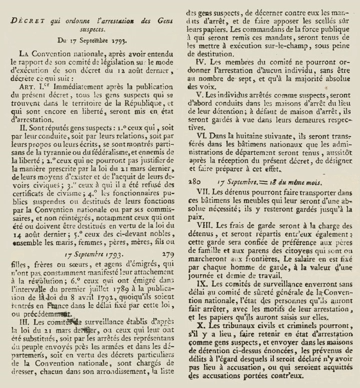 DÉCRET qui ordonne l'arrestation des Gens
suspects.
Du 17 Septembre 1793.
LA Convention nationale, après avoir entendu
le rapport de son comité de législation sur le mode
d'exécution de son décret du 12 août dernier,
décrète ce qui suit :
ART. I.er Immédiatement après la publication
du présent décret, tous les gens suspects qui se
trouvent dans le territoire de la République, et
qui sont encore en liberté, seront mis en état
d'arrestation.
II. Sont réputés gens suspects : 1.° ceux qui, soit
par leur conduite, soit par leurs relations, soit par
leurs propos ou leurs écrits, se sont montrés parti-
sans de la tyrannie ou du fédéralisme, et ennemis de
la liberté ; 2.° ceux qui ne pourront pas justifier de
la manière prescrite par la loi du 21 mars dernier,
de leurs moyens d'exister et de l'acquit de leurs de-
voirs civiques ; 3.° ceux à qui il a été refusé des
certificats de civisme ; 4.° les fonctionnaires pu-
blics suspendus ou destitués de leurs fonctions
par la Convention nationale ou par ses commis-
saires, et non réintégrés, notamment ceux qui ont
été ou doivent être destitués en vertu de la loi du
14 août dernier ; 5.° ceux des ci-devant nobles,
ensemble les maris, femmes, pères, mères, fils ou
17 Septembre 1793. 279
filles, frères ou sœurs, et agens d'émigrés, qui
n'ont pas constamment manifesté leur attachement
à la révolution ; 6.° ceux qui ont émigré dans
l'intervalle du premier juillet 1789 à la publica-
tion de la loi du 8 avril 1792, quoiqu'ils soient
rentrés en France dans le délai fixé par cette loi,
ou précédemment.
III. Les comités de surveillance établis d'après
la loi du 21 mars dernier, ou ceux qui leur ont
été substitués, soit par les arrêtés des représentans
du peuple envoyés près les armées et dans les dé-
partemens, soit en vertu des décrets particuliers
de la Convention nationale, sont chargés de
dresser, chacun dans son arrondissement, la liste
des gens suspects, de décerner contre eux les man-
dats d'arrêt, et de faire apposer les scellés sur
leurs papiers. Les commandans de la force publique
à qui seront remis ces mandats, seront tenus de
les mettre à exécution sur-le-champ, sous peine
de destitution.
IV. Les membres du comité ne pourront or-
donner l'arrestation d'aucun individu, sans être
au nombre de sept, et qu'à la majorité absolue
des voix.
V. Les individus arrêtés comme suspects, seront
d'abord conduits dans les maisons d'arrêt du lieu
de leur détention ; à défaut de maison d'arrêt, ils
seront gardés à vue dans leurs demeures respec-
tives.
VI. Dans la huitaine suivante, ils seront trans-
férés dans les bâtimens nationaux que les admi-
nistrations de département seront tenus, aussitôt
après la réception du présent décret, de désigner
et faire préparer à cet effet.
280 17 Septembre, = 18 du même mois.
VII. Les détenus pourront faire transporter dans
ces bâtimens les meubles qui leur seront d'une ab-
solue nécessité ; ils y resteront gardés jusqu'à la
paix.
VIII. Les frais de garde seront à la charge des
détenus, et seront répartis entr'eux également :
cette garde sera confiée de préférence aux pères
de famille et aux parens des citoyens qui sont ou
marcheront aux frontières. Le salaire en est fixé
par chaque homme de garde, à la valeur d'une
journée et demie de travail.
IX. Les comités de surveillance enverront sans
délai au comité de sûreté générale de la Conven-
tion nationale, l'état des personnes qu'ils auront
fait arrêter, avec les motifs de leur arrestation,
et les papiers qu'ils auront saisis sur elles.
X. Les tribunaux civils et criminels pourront,
s'il y a lieu, faire retenir en état d'arrestation
comme gens suspects, et envoyer dans les maisons
de détention ci-dessus énoncées, les prévenus de
délits à l'égard desquels il seroit déclaré n'y avoir
pas lieu à accusation, ou qui seroient acquittés
des accusations portées contr'eux.